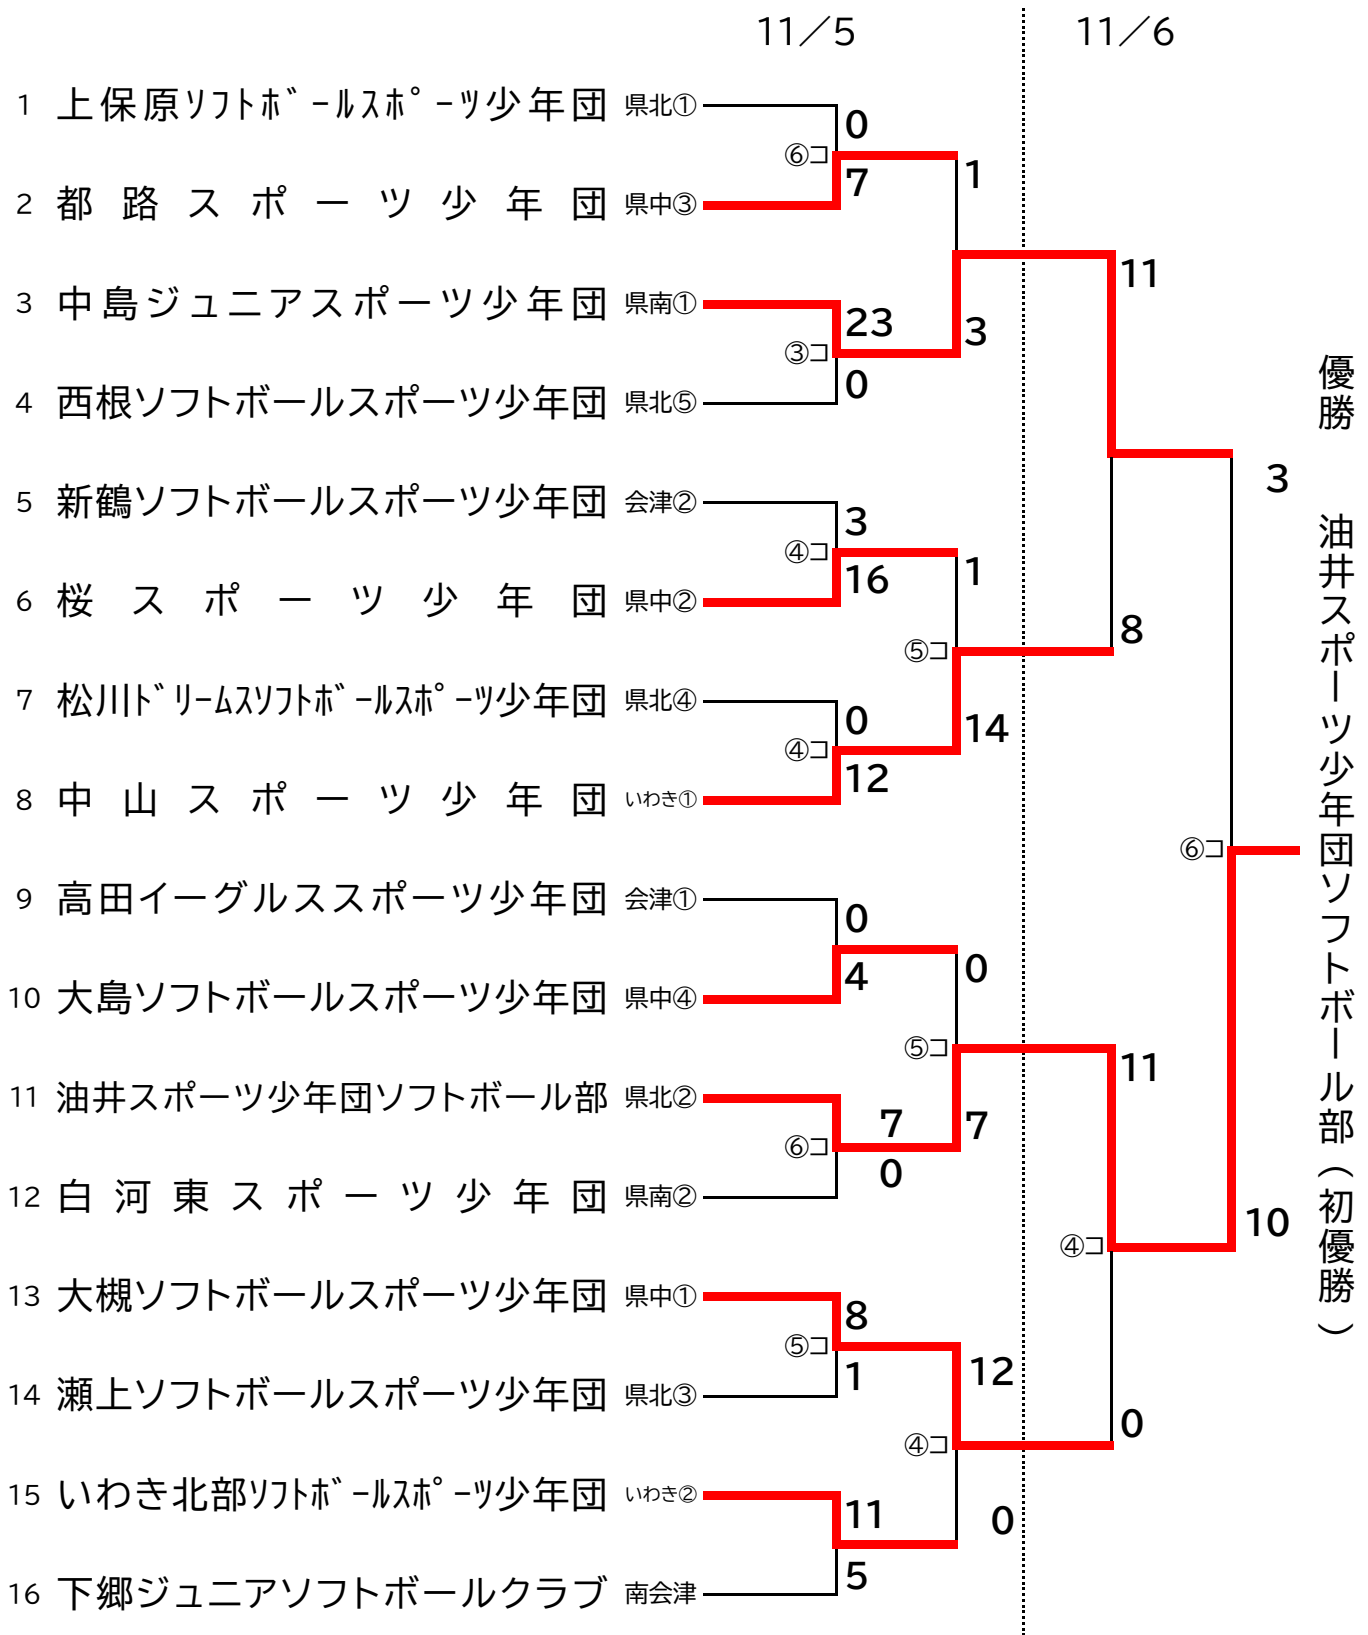 11／5
11／6
1 上保原ｿﾌﾄﾎﾞｰﾙｽﾎﾟｰﾂ少年団 県北①
0
⑥コ
7
1
2 都路スポーツ少年団 県中③
11
3 中島ジュニアスポーツ少年団 県南①
23
③コ
3
0
4 西根ソフトボールスポーツ少年団 県北⑤
3
5 新鶴ソフトボールスポーツ少年団 会津②
3
④コ
16
1
6 桜スポーツ少年団 県中②
8
⑤コ
7 松川ﾄﾞﾘｰﾑｽｿﾌﾄﾎﾞｰﾙｽﾎﾟｰﾂ少年団 県北④
0
④コ
14
12
8 中山スポーツ少年団 いわき①
⑥コ
9 高田イーグルススポーツ少年団 会津①
0
4
0
10 大島ソフトボールスポーツ少年団 県中④
⑤コ
11
11 油井スポーツ少年団ソフトボール部 県北②
7
⑥コ
7
0
12 白河東スポーツ少年団 県南②
10
④コ
13 大槻ソフトボールスポーツ少年団 県中①
8
⑤コ
1
12
14 瀬上ソフトボールスポーツ少年団 県北③
0
④コ
15 いわき北部ｿﾌﾄﾎﾞｰﾙｽﾎﾟｰﾂ少年団 いわき②
11
0
5
16 下郷ジュニアソフトボールクラブ 南会津
優勝　油井スポーツ少年団ソフトボール部（初優勝）